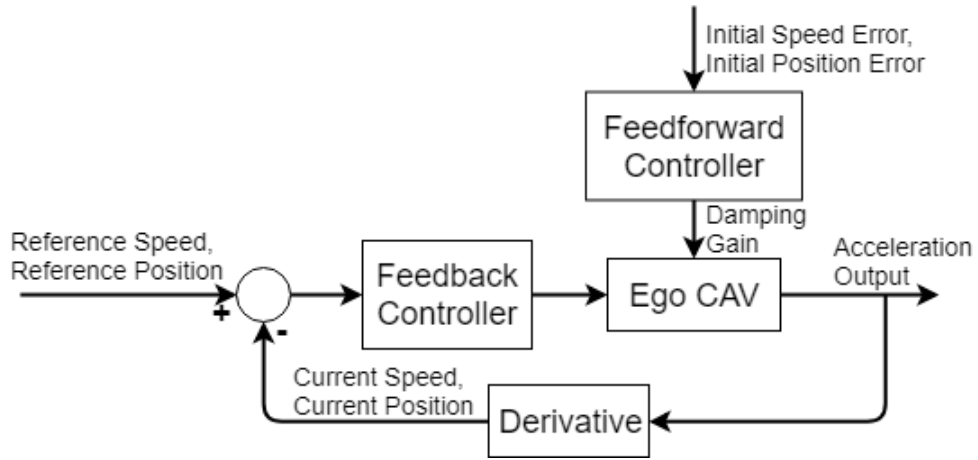 Initial Speed Error,
Initial Position Error
Feedforward
Controller
Damping
Gain
Reference Speed,
Reference Position
+
-
Feedback
Controller
Ego CAV
Acceleration
Output
Current Speed,
Current Position
Derivative